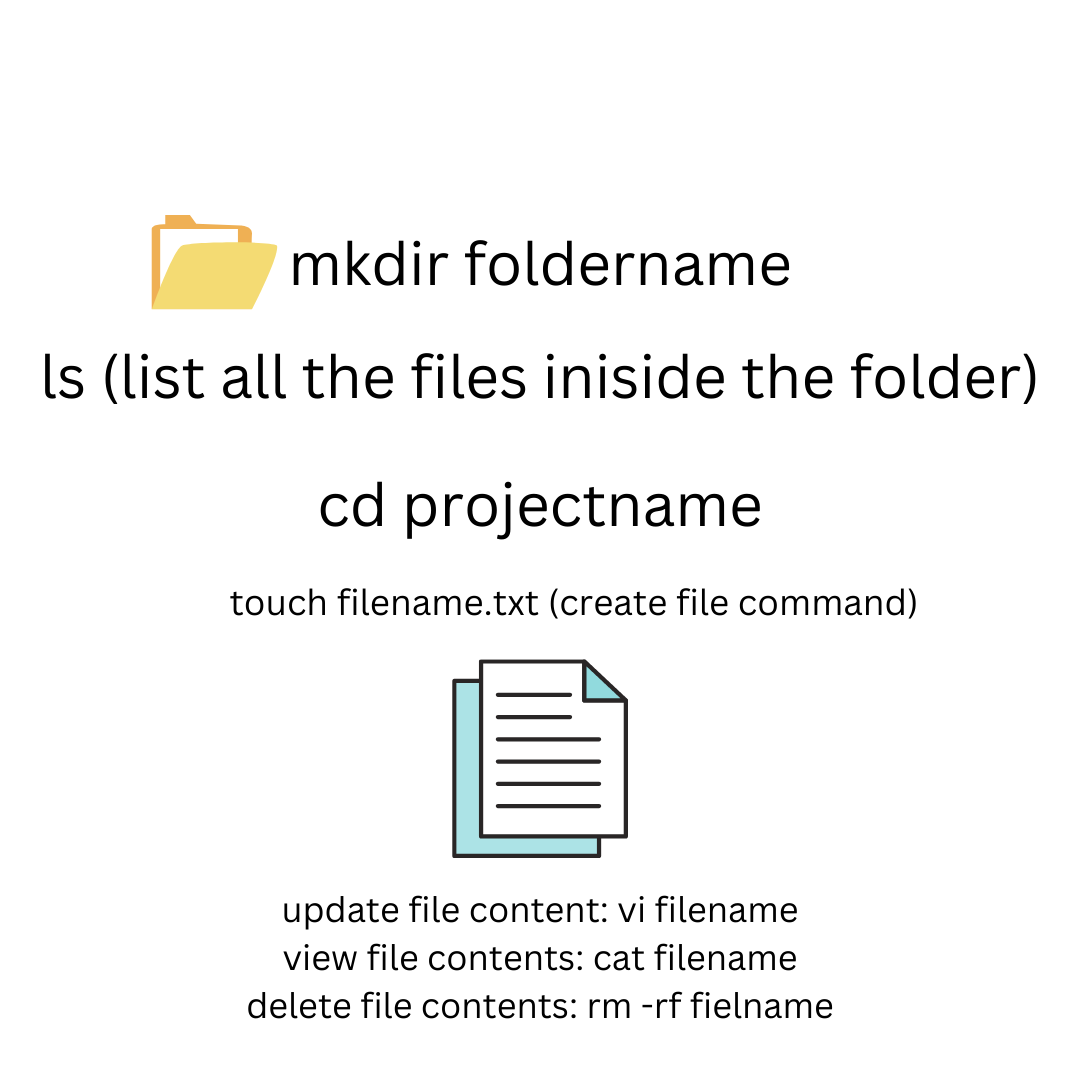 mkdir foldername
ls (list all the files iniside the folder)
cd projectname
touch filename.txt (create file command)
update file content: vi filename
view file contents: cat filename
delete file contents: rm -rf fielname